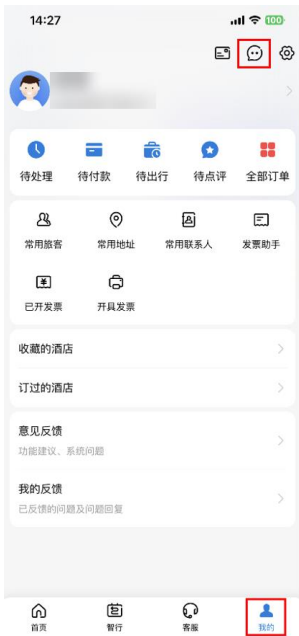 14:27
100
待处理 待付款 待出行 待点评 全部订单
常用旅客 常用地址 常用联系人 发票助手
已开发票 开具发票
收藏的酒店
订过的酒店
意见反馈
功能建议、系统问题
我的反馈
已反馈的问题及问题回复
首页 智行 客服 我的